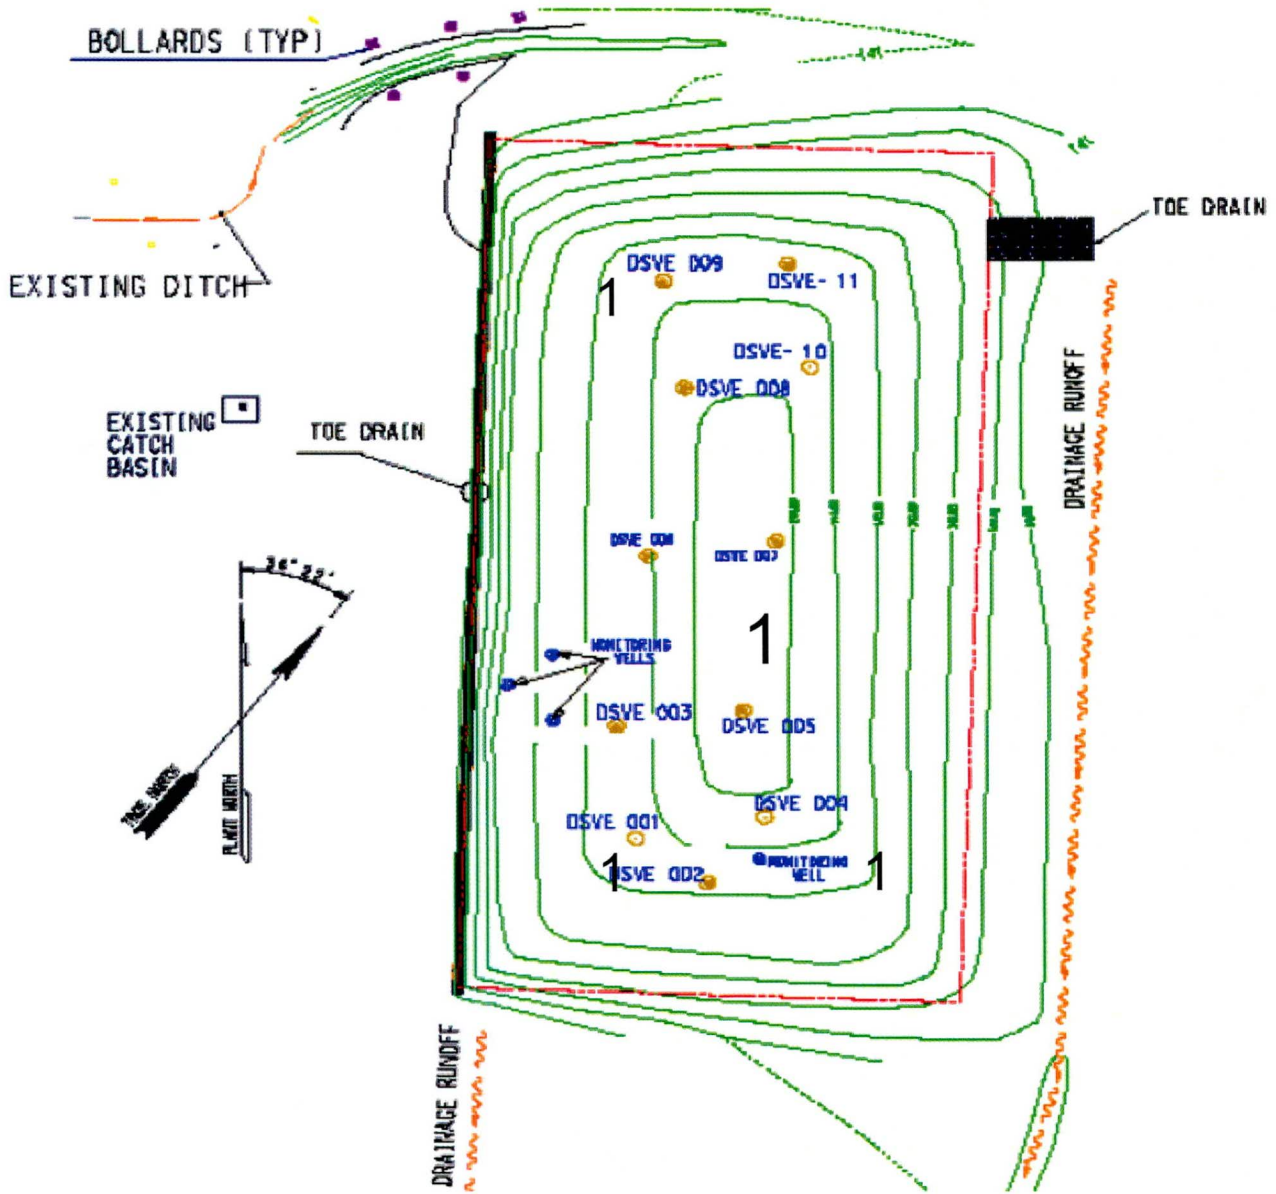 BOLLARDS (TYP)
TOE DRAIN
EXISTING DITCH
DSVE 009
DSVE-11
1
DSVE-10
DSVE 008
DRAINAGE RUNOFF
EXISTING
CATCH
BASIN
TOE DRAIN
DSVE 007
1
MONITORING
WELLS
DSVE 003
DSVE 005
TRUE NORTH
PLANT NORTH
DSVE 004
DSVE 001
1
DSVE 002
MONITORING
WELL
1
DRAINAGE RUNOFF